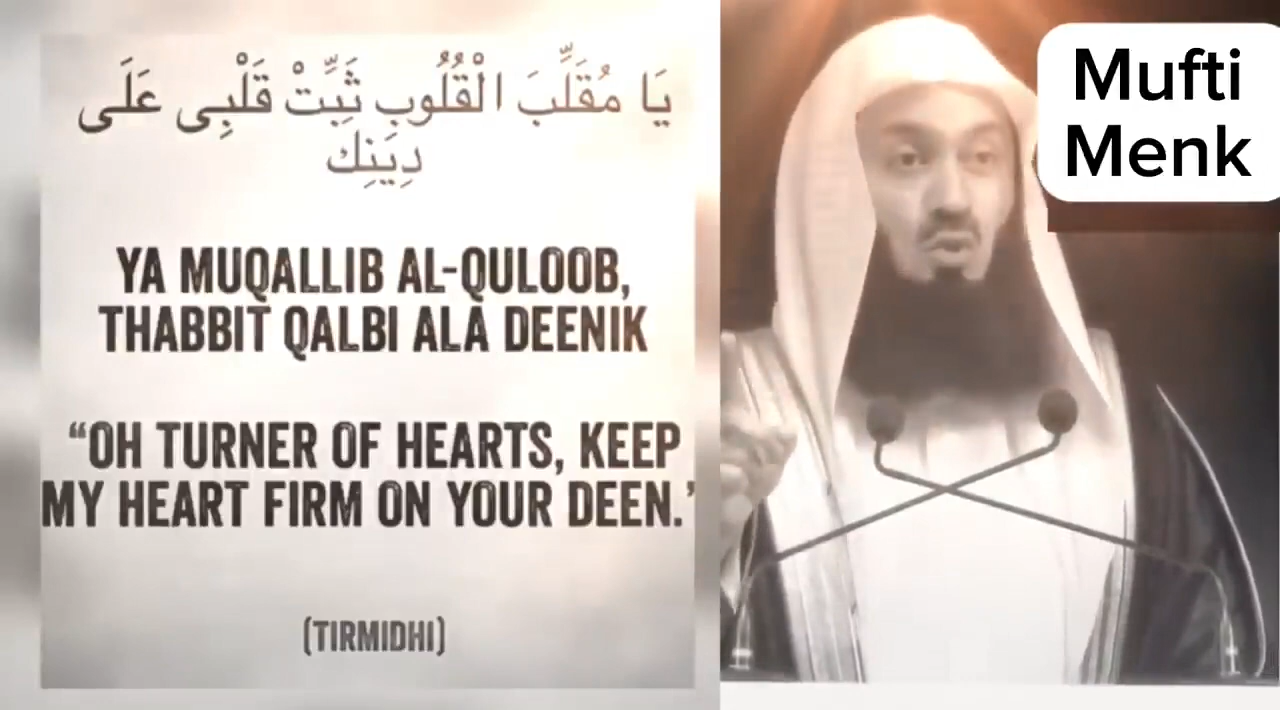 يَا مُقَلِّبَ الْقُلُوبِ ثَبِّتْ قَلْبِى عَلَى
دِيَنِك
YA MUQALLIB AL-QULOOB,
THABBIT QALBI ALA DEENIK
“OH TURNER OF HEARTS, KEEP
MY HEART FIRM ON YOUR DEEN.’
(TIRMIDHI)
Mufti
Menk